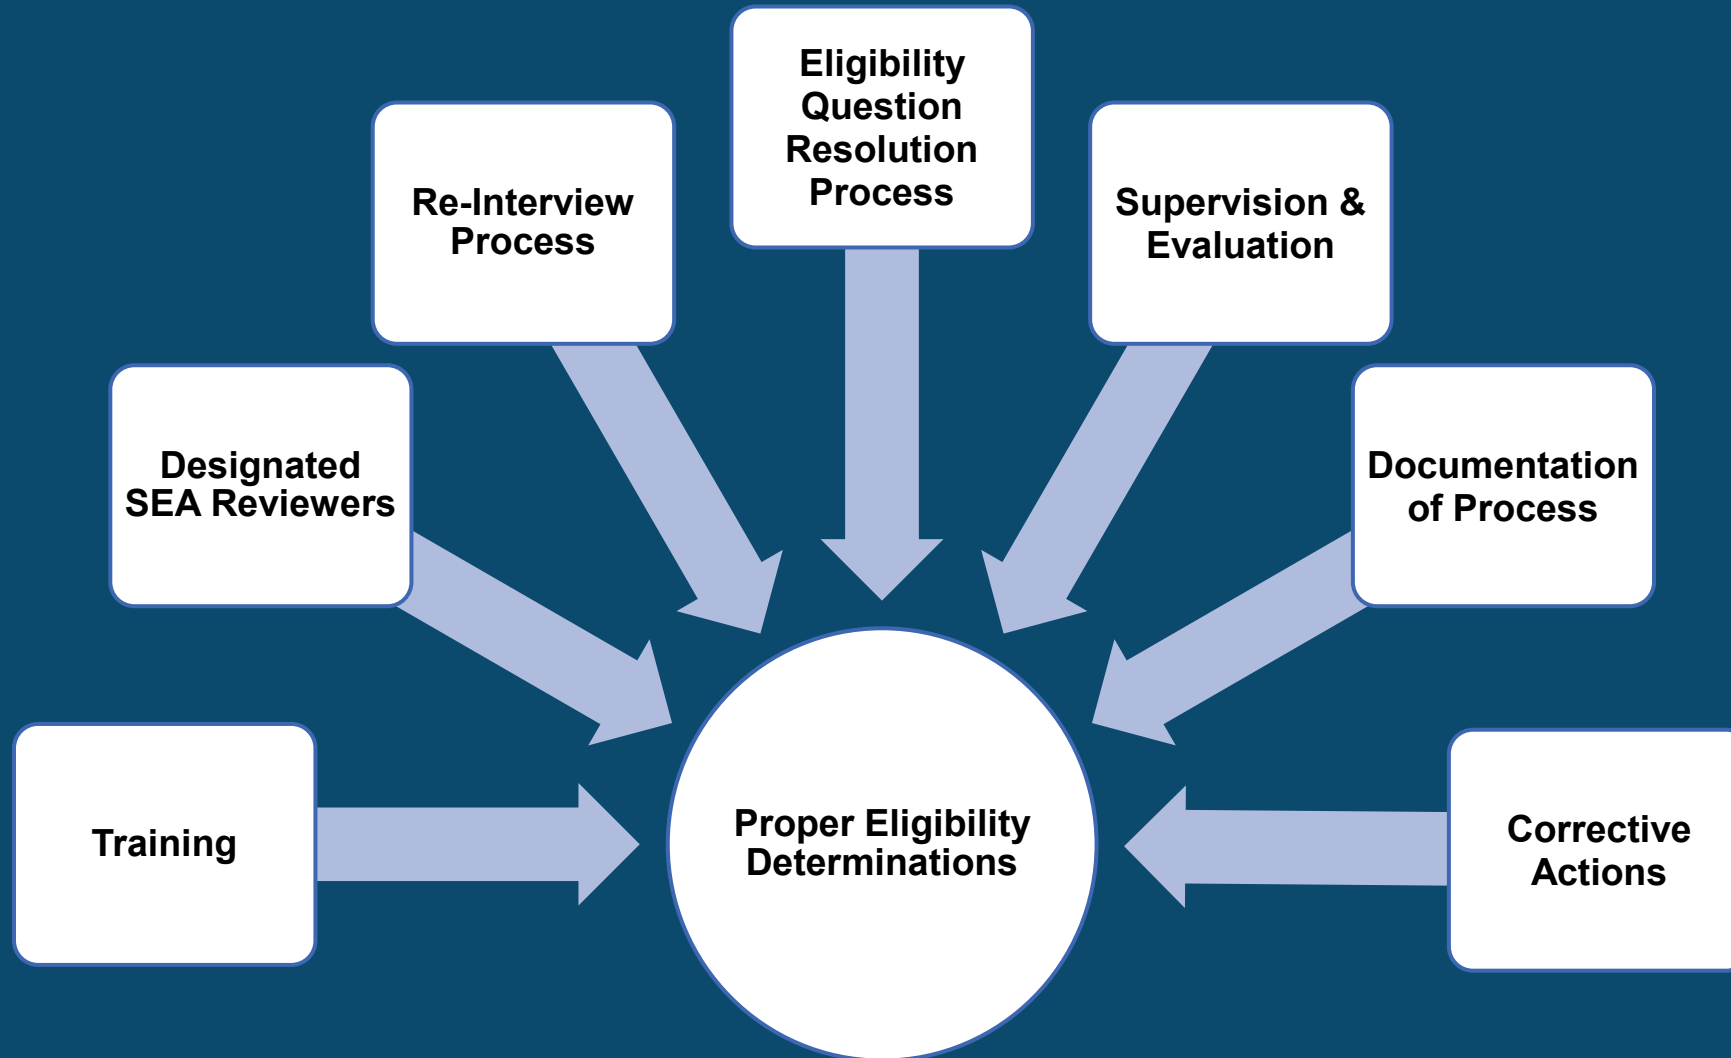 Eligibility
Question
Resolution
Process
Re-Interview
Process
Supervision &
Evaluation
Designated
SEA Reviewers
Documentation
of Process
Training
Proper Eligibility
Determinations
Corrective
Actions